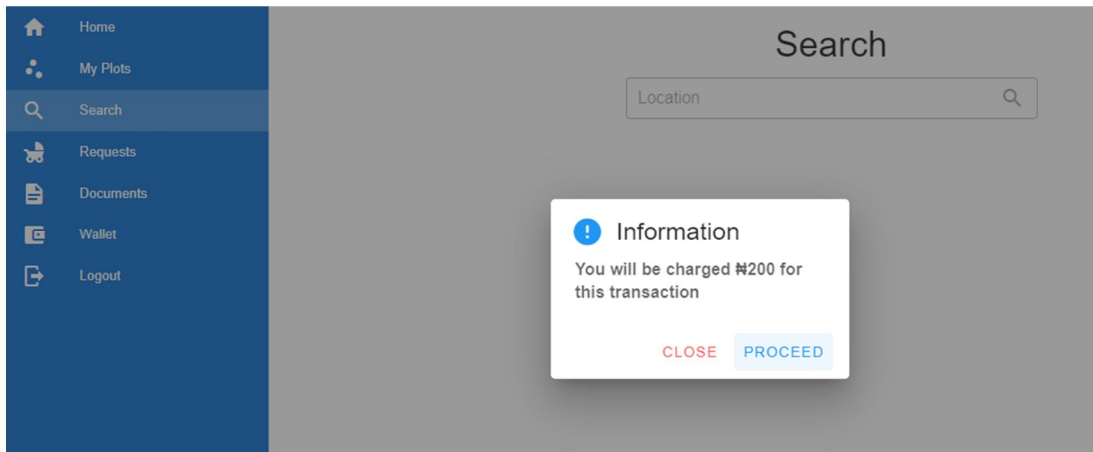 Home
My Plots
Search
Requests
Documents
Wallet
Logout
Search
Location
Information
You will be charged ₦200 for
this transaction
CLOSE PROCEED